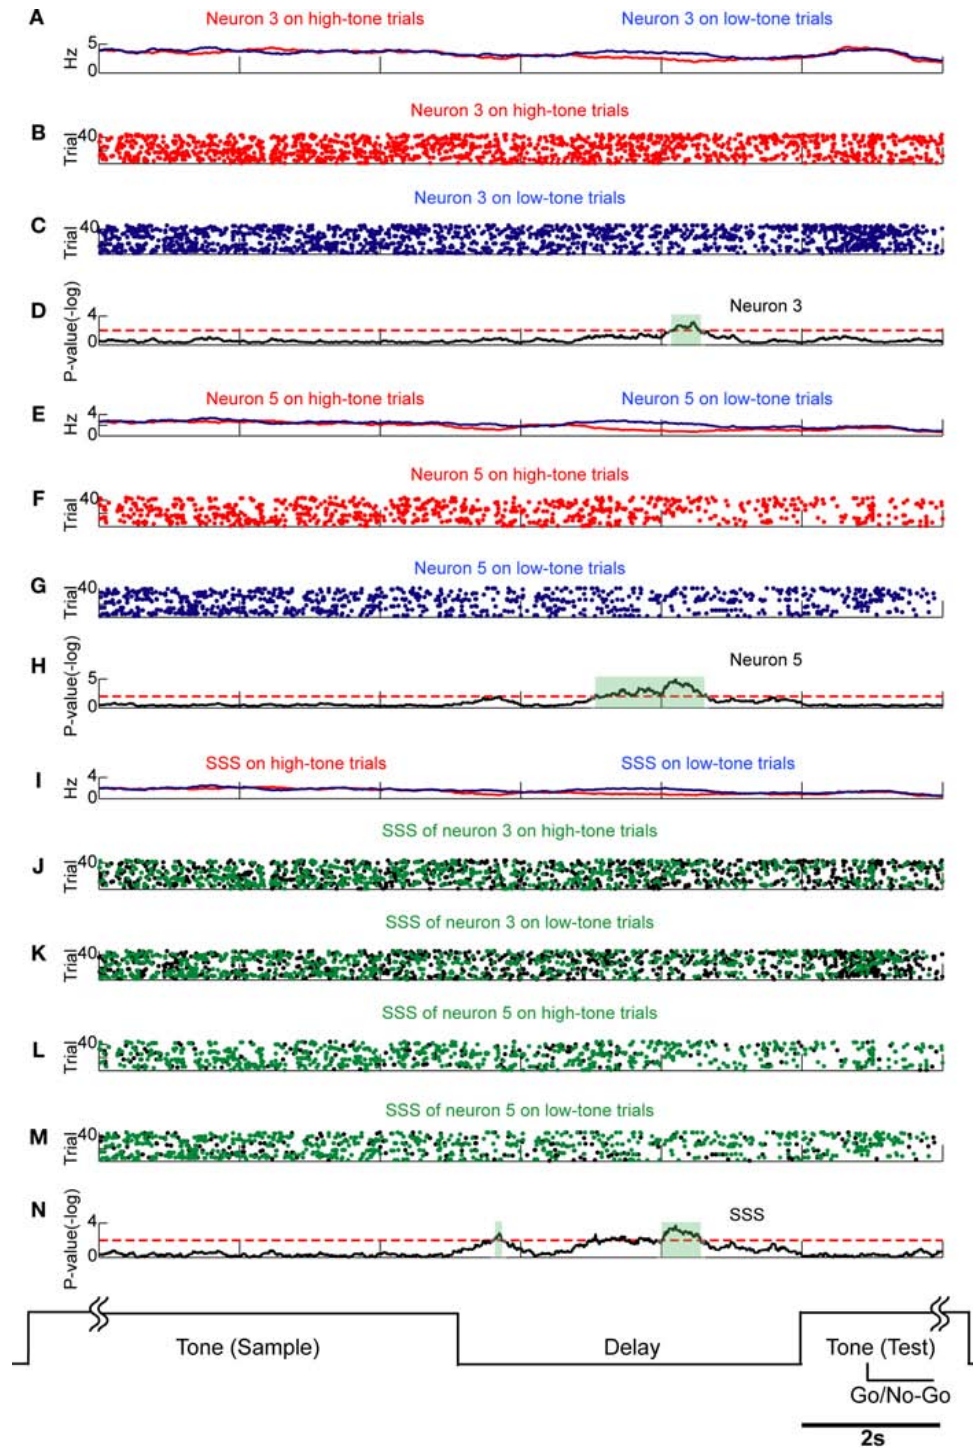 A
Neuron 3 on high-tone trials Neuron 3 on low-tone trials
5
0
Hz
Neuron 3 on high-tone trials
B
40
Trial
Neuron 3 on low-tone trials
C
40
Trial
D
P-value(-log)
4
0
Neuron 3
E
Neuron 5 on high-tone trials Neuron 5 on low-tone trials
4
0
Hz
Neuron 5 on high-tone trials
F
40
Trial
Neuron 5 on low-tone trials
G
40
Trial
H
P-value(-log)
5
0
Neuron 5
I
SSS on high-tone trials SSS on low-tone trials
4
0
Hz
SSS of neuron 3 on high-tone trials
J
40
Trial
SSS of neuron 3 on low-tone trials
K
40
Trial
SSS of neuron 5 on high-tone trials
L
40
Trial
SSS of neuron 5 on low-tone trials
M
40
Trial
N
P-value(-log)
4
0
SSS
Tone (Sample) Delay Tone (Test)
Go/No-Go
2s